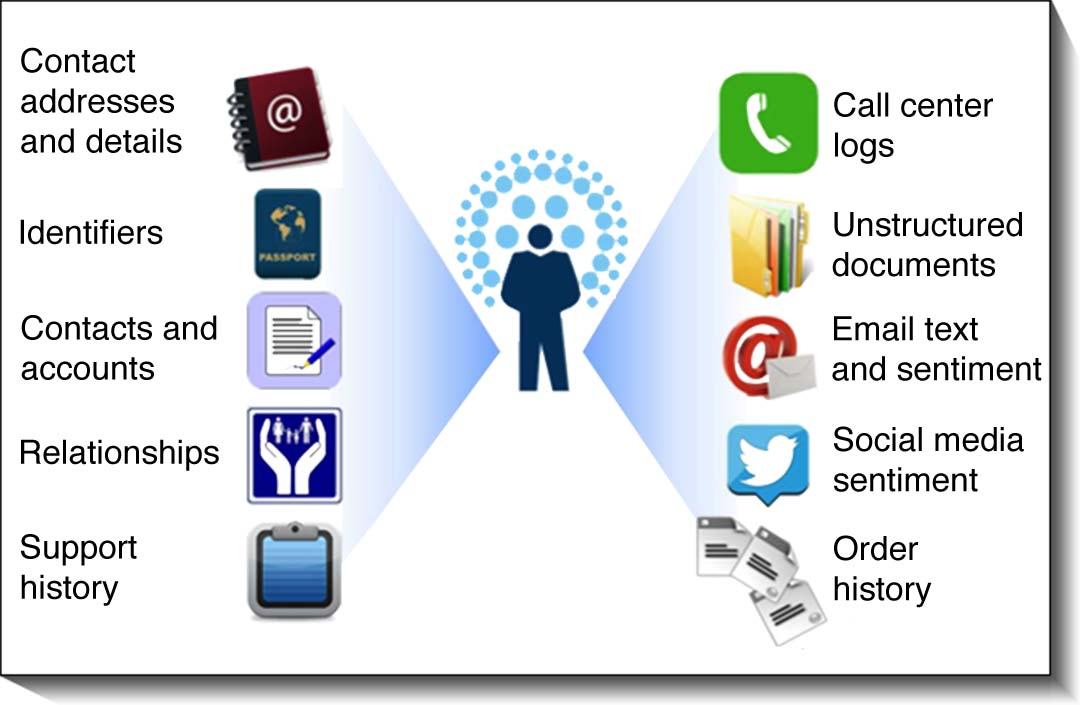 Contact
addresses
and details
@
Identifiers
PASSPORT
Contacts and
accounts
Relationships
Support
history
Call center
logs
Unstructured
documents
@
Email text
and sentiment
Social media
sentiment
Order
history